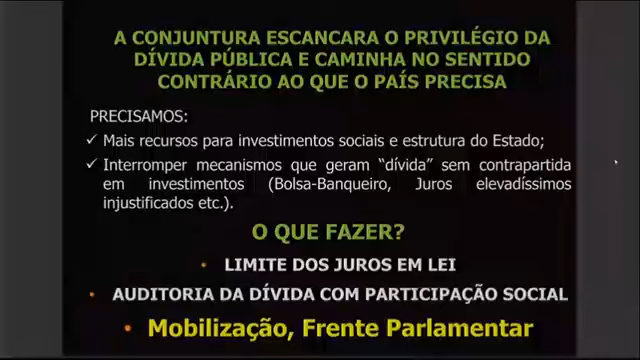 A CONJUNTURA ESCANCARA O PRIVILÉGIO DA
DÍVIDA PÚBLICA E CAMINHA NO SENTIDO
CONTRÁRIO AO QUE O PAÍS PRECISA
PRECISAMOS:
✓ Mais recursos para investimentos sociais e estrutura do Estado;
✓ Interromper mecanismos que geram “dívida” sem contrapartida
em investimentos (Bolsa-Banqueiro, Juros elevadíssimos
injustificados etc.).
O QUE FAZER?
• LIMITE DOS JUROS EM LEI
• AUDITORIA DA DÍVIDA COM PARTICIPAÇÃO SOCIAL
• Mobilização, Frente Parlamentar